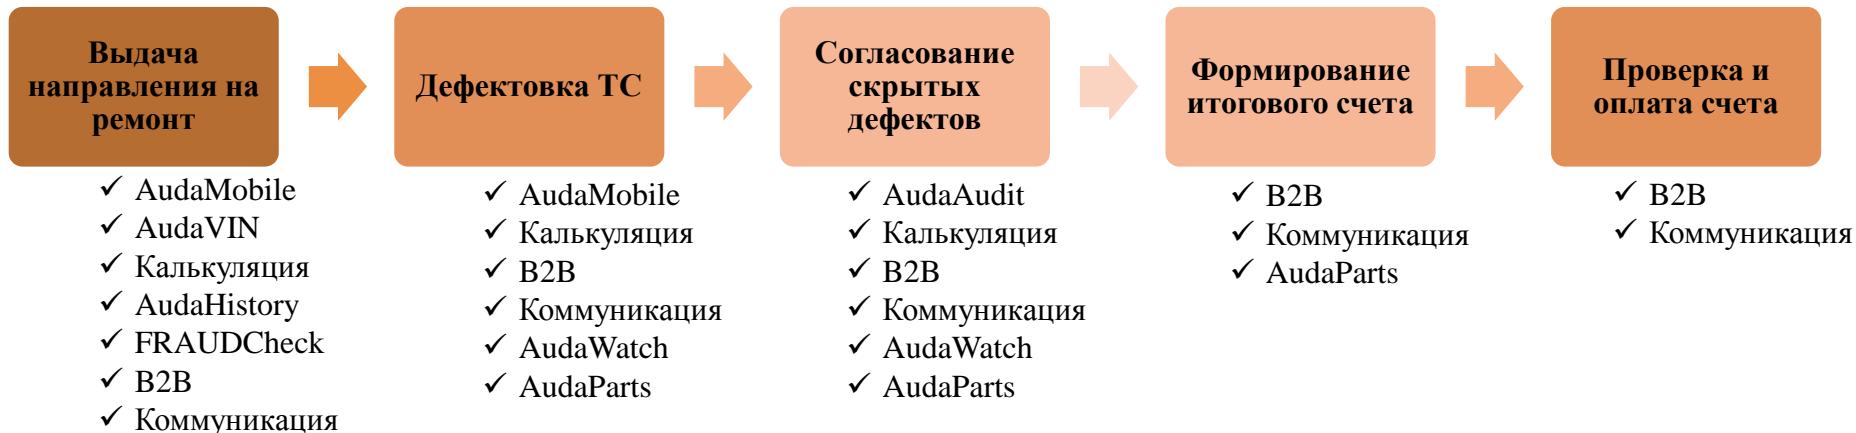 Выдача
направления на
ремонт
✓ AudaMobile
✓ AudaVIN
✓ Калькуляция
✓ AudaHistory
✓ FRAUDCheck
✓ B2B
✓ Коммуникация
Дефектовка ТС
✓ AudaMobile
✓ Калькуляция
✓ B2B
✓ Коммуникация
✓ AudaWatch
✓ AudaParts
Согласование
скрытых
дефектов
✓ AudaAudit
✓ Калькуляция
✓ B2B
✓ Коммуникация
✓ AudaWatch
✓ AudaParts
Формирование
итогового счета
✓ B2B
✓ Коммуникация
✓ AudaParts
Проверка и
оплата счета
✓ B2B
✓ Коммуникация